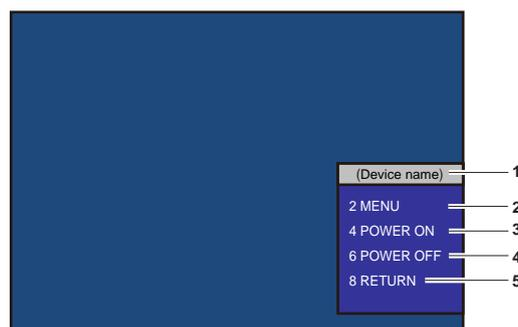 (Device name) 1
2 MENU 2
4 POWER ON 3
6 POWER OFF 4
8 RETURN 5